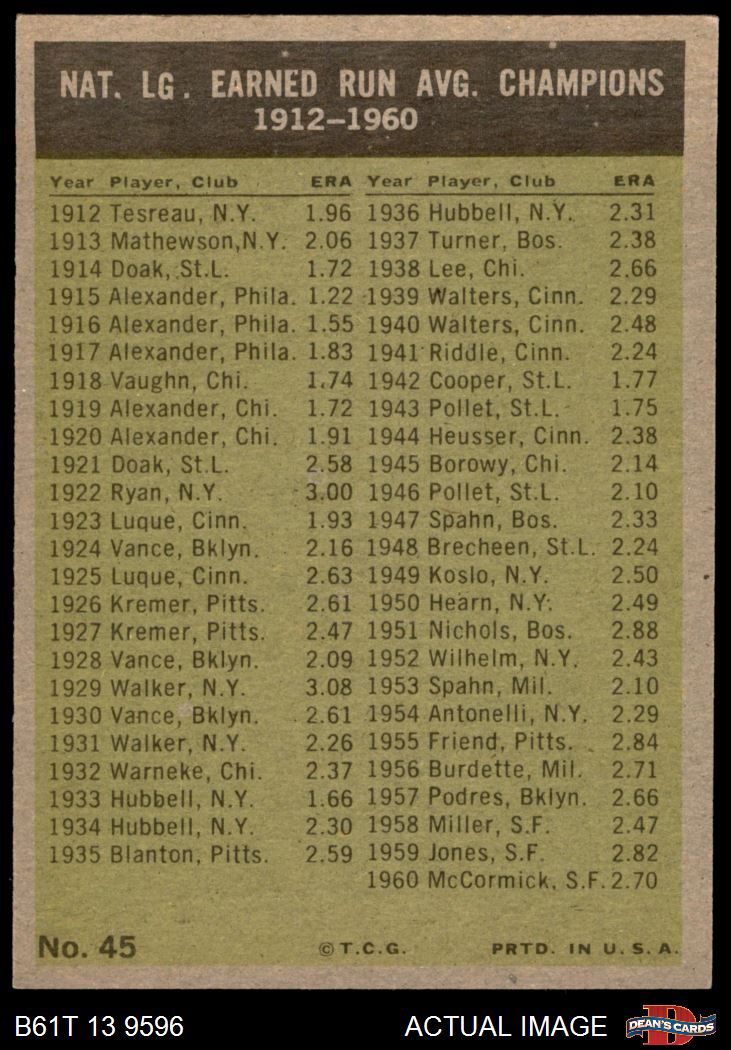 NAT. LG. EARNED RUN AVG. CHAMPIONS
1912–1960
Year Player, Club ERA Year Player, Club ERA
1912 Tesreau, N.Y. 1.96 1936 Hubbell, N.Y. 2.31
1913 Mathewson,N.Y. 2.06 1937 Turner, Bos. 2.38
1914 Doak, St.L. 1.72 1938 Lee, Chi. 2.66
1915 Alexander, Phila. 1.22 1939 Walters, Cinn. 2.29
1916 Alexander, Phila. 1.55 1940 Walters, Cinn. 2.48
1917 Alexander, Phila. 1.83 1941 Riddle, Cinn. 2.24
1918 Vaughn, Chi. 1.74 1942 Cooper, St.L. 1.77
1919 Alexander, Chi. 1.72 1943 Pollet, St.L. 1.75
1920 Alexander, Chi. 1.91 1944 Heusser, Cinn. 2.38
1921 Doak, St.L. 2.58 1945 Borowy, Chi. 2.14
1922 Ryan, N.Y. 3.00 1946 Pollet, St.L. 2.10
1923 Luque, Cinn. 1.93 1947 Spahn, Bos. 2.33
1924 Vance, Bklyn. 2.16 1948 Brecheen, St.L. 2.24
1925 Luque, Cinn. 2.63 1949 Koslo, N.Y. 2.50
1926 Kremer, Pitts. 2.61 1950 Hearn, N.Y. 2.49
1927 Kremer, Pitts. 2.47 1951 Nichols, Bos. 2.88
1928 Vance, Bklyn. 2.09 1952 Wilhelm, N.Y. 2.43
1929 Walker, N.Y. 3.08 1953 Spahn, Mil. 2.10
1930 Vance, Bklyn. 2.61 1954 Antonelli, N.Y. 2.29
1931 Walker, N.Y. 2.26 1955 Friend, Pitts. 2.84
1932 Warneke, Chi. 2.37 1956 Burdette, Mil. 2.71
1933 Hubbell, N.Y. 1.66 1957 Podres, Bklyn. 2.66
1934 Hubbell, N.Y. 2.30 1958 Miller, S.F. 2.47
1935 Blanton, Pitts. 2.59 1959 Jones, S.F. 2.82
1960 McCormick, S.F. 2.70
No. 45 © T.C.G. PRTD. IN U.S.A.
B61T 13 9596 ACTUAL IMAGE D DEAN'S CARDS